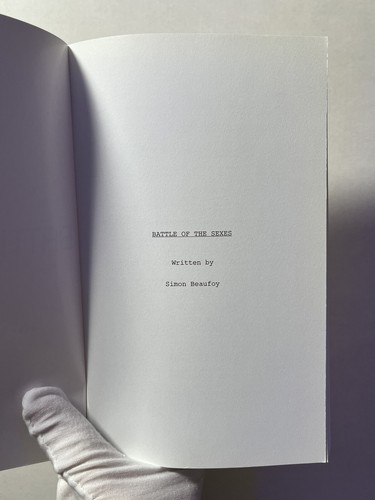 BATTLE OF THE SEXES
Written by
Simon Beaufoy